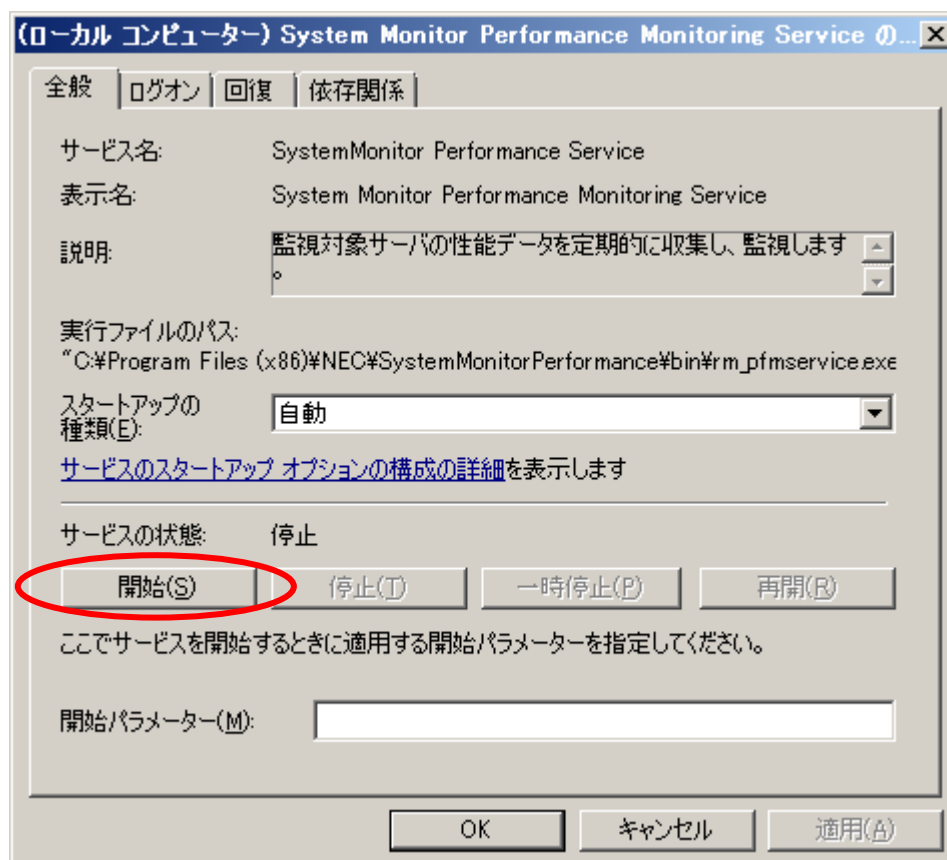 (ローカル コンピューター) System Monitor Performance Monitoring Service の...
全般 ログオン 回復 依存関係
サービス名: SystemMonitor Performance Service
表示名: System Monitor Performance Monitoring Service
説明: 監視対象サーバの性能データを定期的に収集し、監視します
。
実行ファイルのパス:
"C:¥Program Files (x86)¥NEC¥SystemMonitorPerformance¥bin¥rm_pfmservice.exe
スタートアップの
種類(E): 自動
サービスのスタートアップ オプションの構成の詳細を表示します
サービスの状態: 停止
開始(S) 停止(T) 一時停止(P) 再開(R)
ここでサービスを開始するときに適用する開始パラメーターを指定してください。
開始パラメーター(M):
OK キャンセル 適用(A)